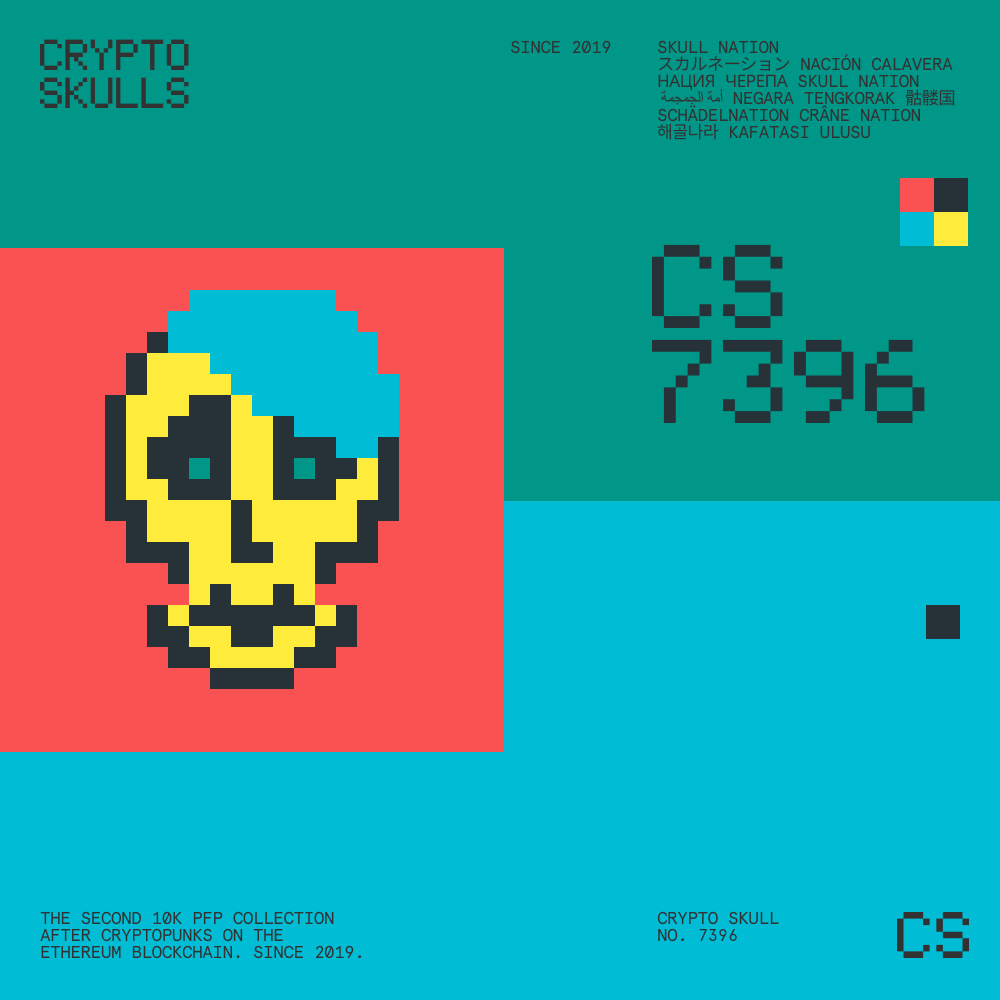 CRYPTO
SKULLS
SINCE 2019
SKULL NATION
スカルネーション NACIÓN CALAVERA
НАЦИЯ ЧЕРЕПА SKULL NATION
أمة الجمجمة NEGARA TENGKORAK 骷髅国
SCHÄDELNATION CRÂNE NATION
해골나라 KAFATASI ULUSU
CS
7396
THE SECOND 10K PFP COLLECTION
AFTER CRYPTOPUNKS ON THE
ETHEREUM BLOCKCHAIN. SINCE 2019.
CRYPTO SKULL
NO. 7396
CS